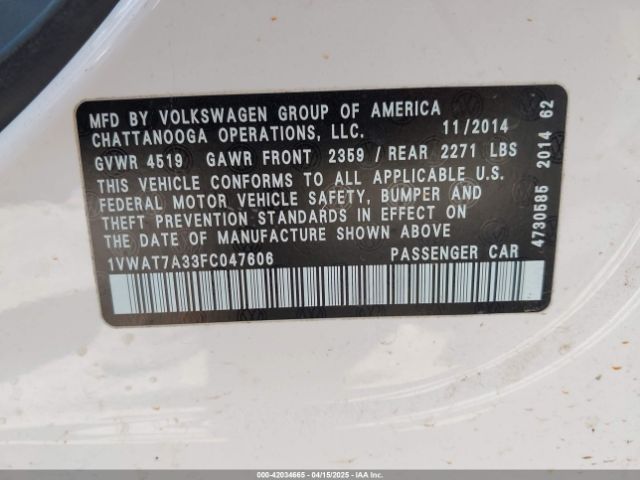 MFD BY VOLKSWAGEN GROUP OF AMERICA
CHATTANOOGA OPERATIONS, LLC. 11/2014
GVWR 4519 GAWR FRONT 2359 / REAR 2271 LBS
THIS VEHICLE CONFORMS TO ALL APPLICABLE U.S.
FEDERAL MOTOR VEHICLE SAFETY, BUMPER AND
THEFT PREVENTION STANDARDS IN EFFECT ON
THE DATE OF MANUFACTURE SHOWN ABOVE
1VWAT7A33FC047606 PASSENGER CAR
4730585 2014 62
000-42034665 - 04/15/2025 - IAA Inc.